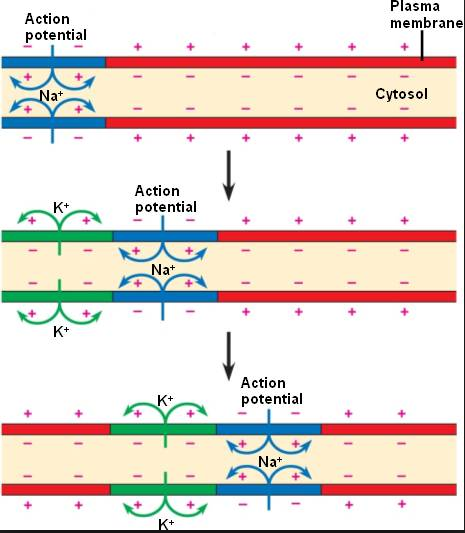 Plasma
membrane
Action
potential
Na⁺
Cytosol
K⁺
Action
potential
Na⁺
K⁺
Action
potential
K⁺
Na⁺
K⁺